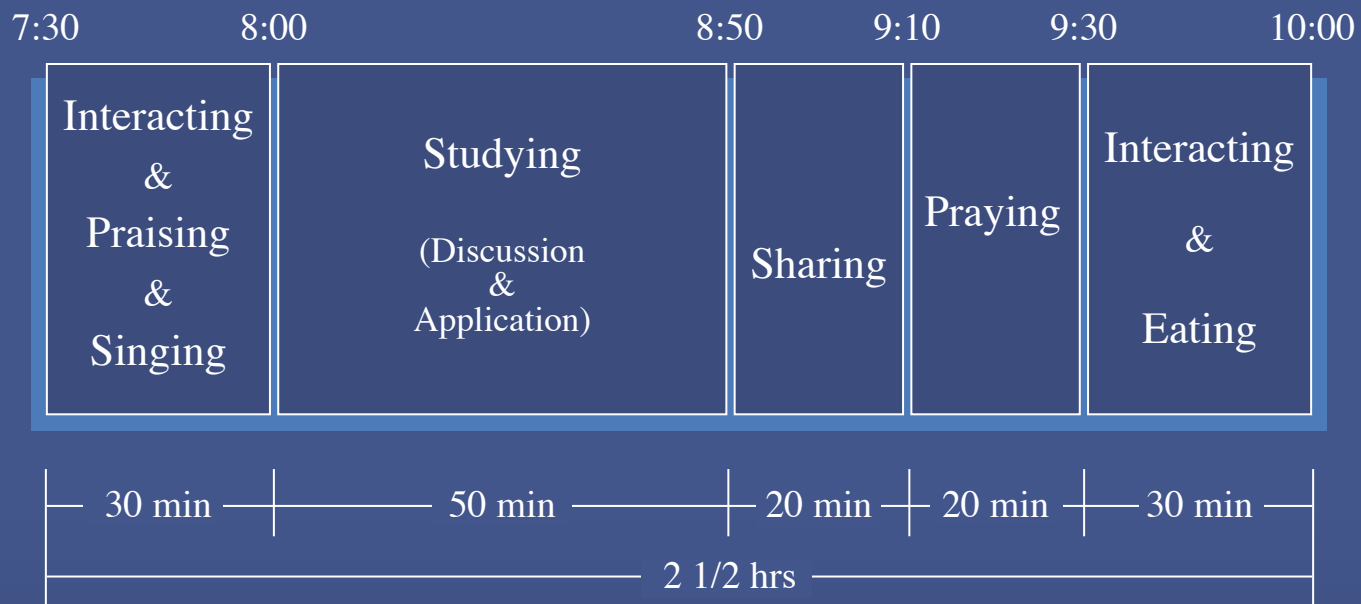 7:30 8:00 8:50 9:10 9:30 10:00
Interacting
&
Praising
&
Singing
Studying
(Discussion
&
Application)
Sharing
Praying
Interacting
&
Eating
30 min 50 min 20 min 20 min 30 min
2 1/2 hrs